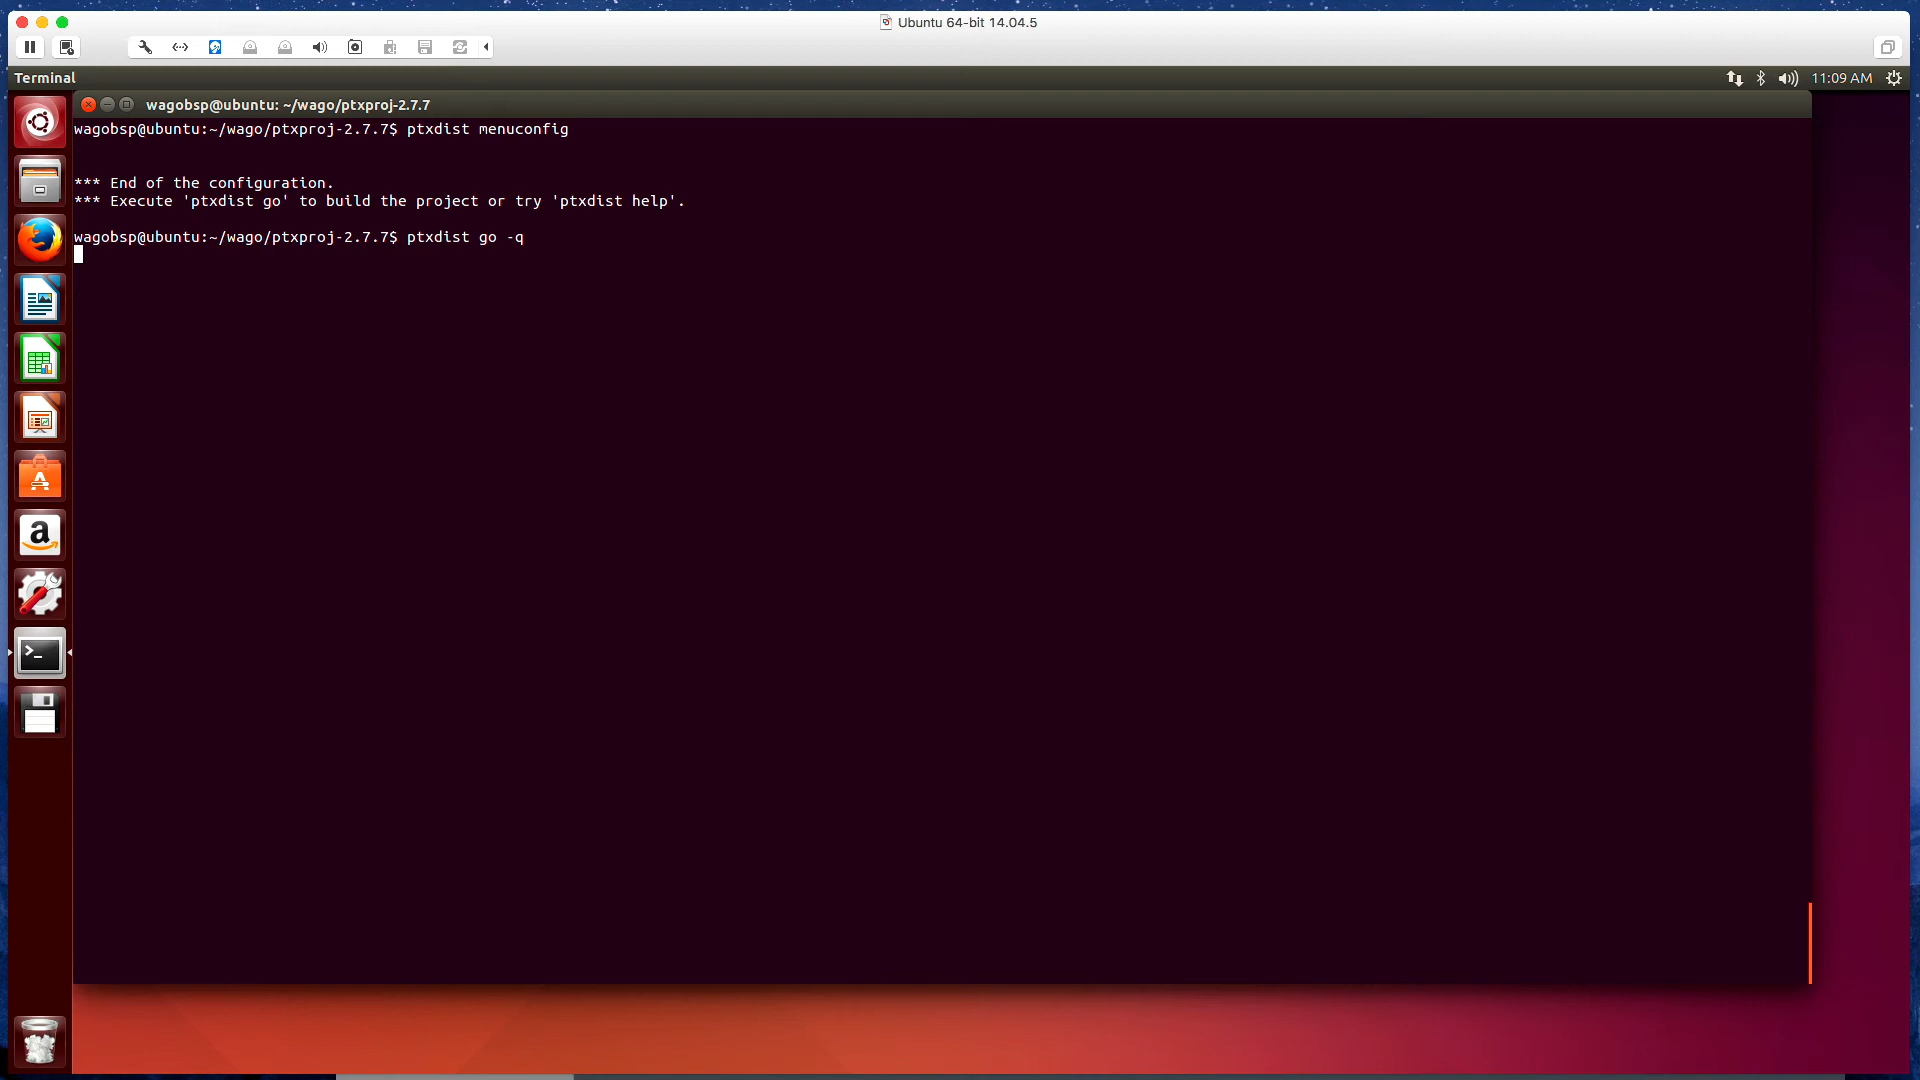 Ubuntu 64-bit 14.04.5
Terminal
11:09 AM
wagobsp@ubuntu: ~/wago/ptxproj-2.7.7
wagobsp@ubuntu:~/wago/ptxproj-2.7.7$ ptxdist menuconfig
*** End of the configuration.
*** Execute 'ptxdist go' to build the project or try 'ptxdist help'.
wagobsp@ubuntu:~/wago/ptxproj-2.7.7$ ptxdist go -q